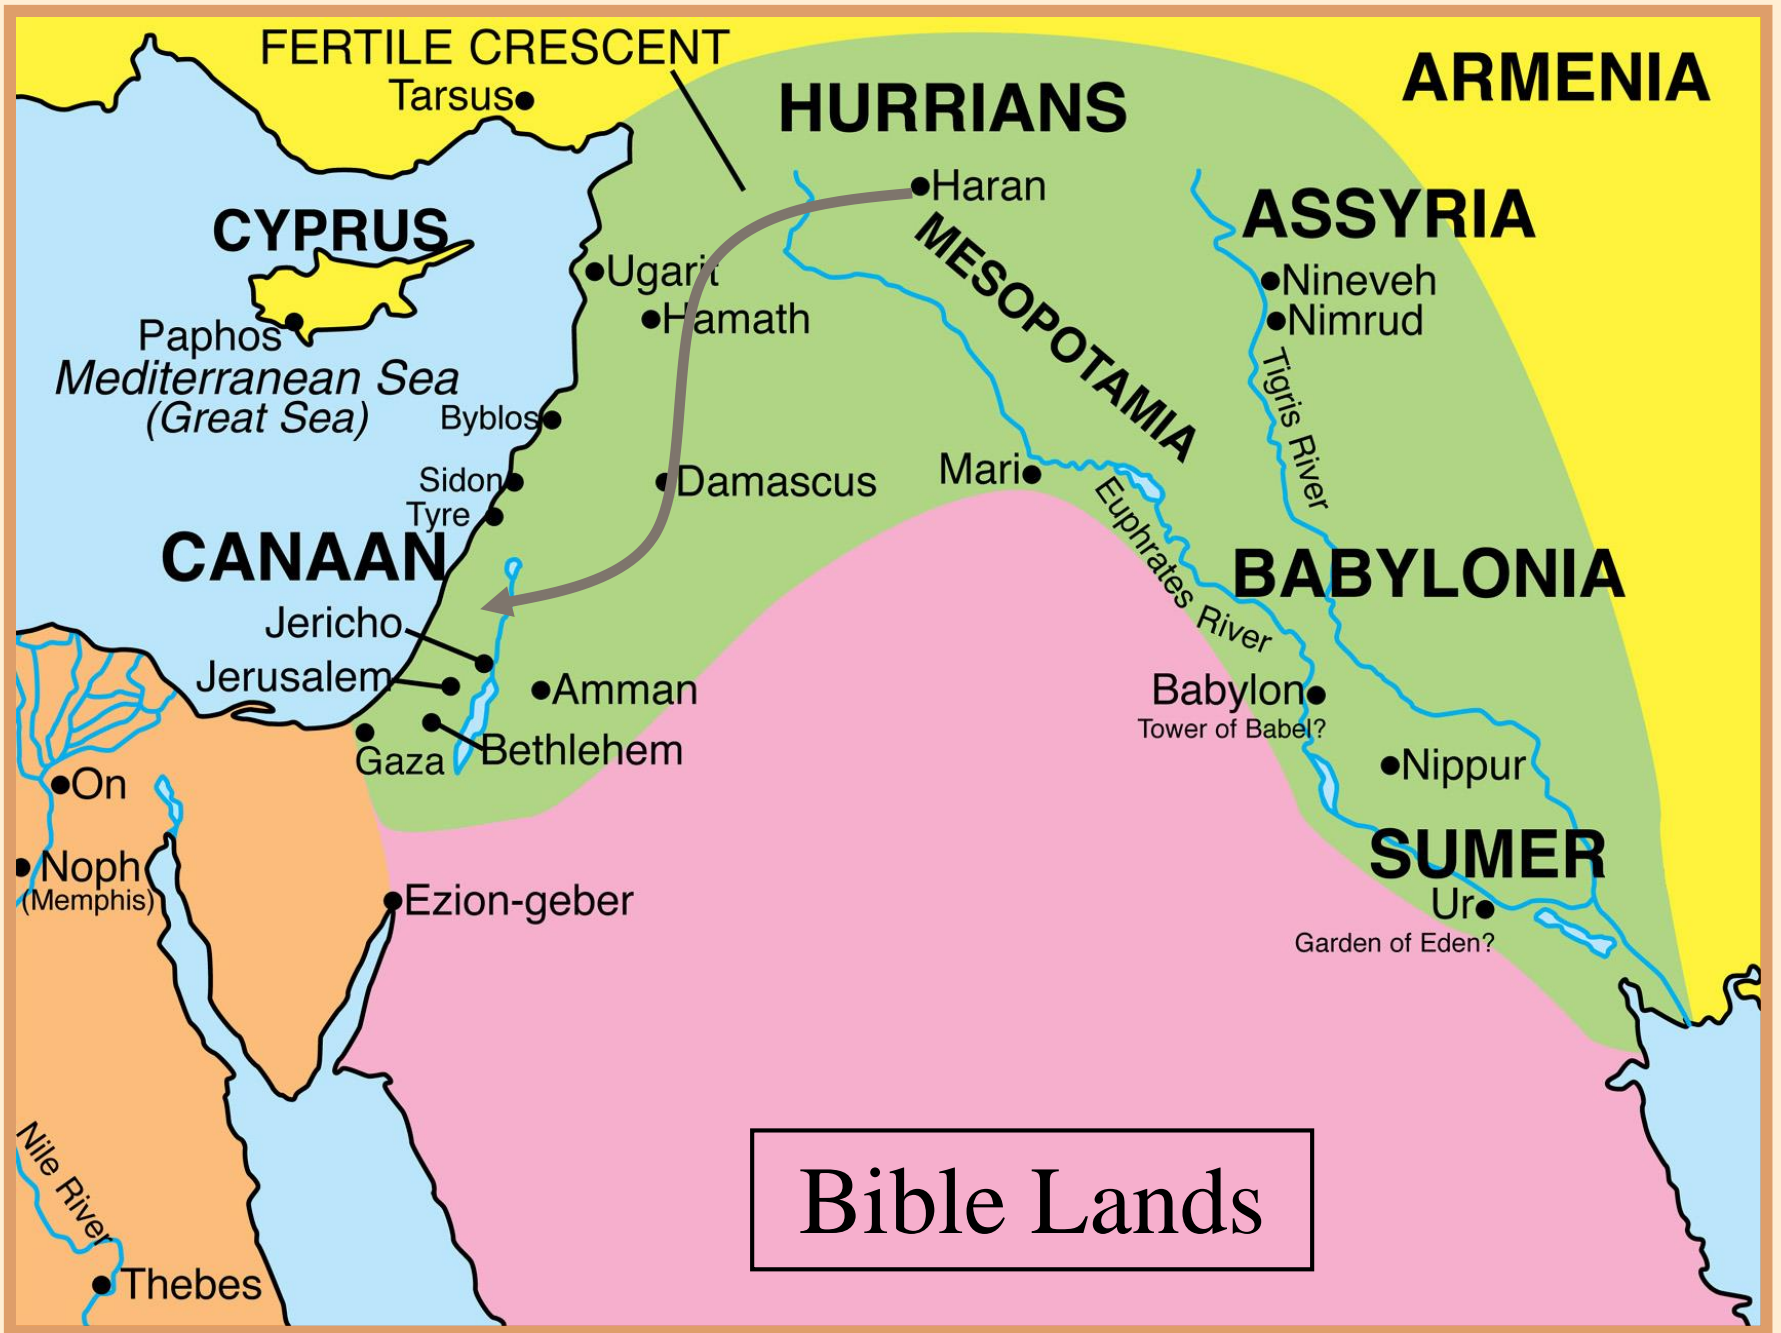 FERTILE CRESCENT
Tarsus
HURRIANS
ARMENIA
Haran
CYPRUS
ASSYRIA
MESOPOTAMIA
Ugarit
Nineveh
Hamath
Nimrud
Paphos
Mediterranean Sea
(Great Sea)
Tigris River
Byblos
Sidon
Damascus
Mari
Tyre
CANAAN
Euphrates River
BABYLONIA
Jericho
Jerusalem
Amman
Babylon
Tower of Babel?
Bethlehem
Gaza
Nippur
On
SUMER
Noph
(Memphis)
Ezion-geber
Ur
Garden of Eden?
Nile River
Bible Lands
Thebes